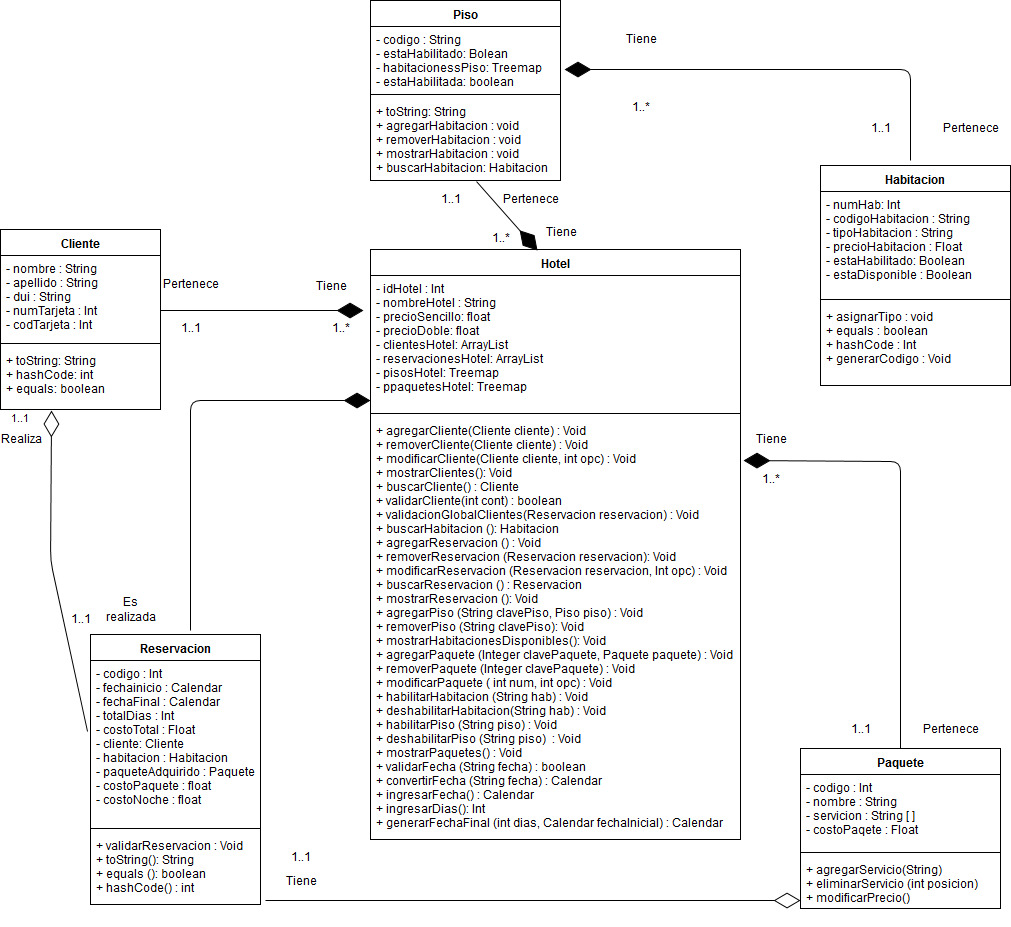 Piso
- codigo : String
- estaHabilitado: Bolean
- habitacionessPiso: Treemap
- estaHabilitada: boolean
+ toString: String
+ agregarHabitacion : void
+ removerHabitacion : void
+ mostrarHabitacion : void
+ buscarHabitacion: Habitacion
Tiene
1..*
1..1
Pertenece
Habitacion
- numHab: Int
- codigoHabitacion : String
- tipoHabitacion : String
- precioHabitacion : Float
- estaHabilitado: Boolean
- estaDisponible : Boolean
+ asignarTipo : void
+ equals : boolean
+ hashCode : Int
+ generarCodigo : Void
1..1
Pertenece
1..*
Tiene
Cliente
- nombre : String
- apellido : String
- dui : String
- numTarjeta : Int
- codTarjeta : Int
+ toString: String
+ hashCode: int
+ equals: boolean
Pertenece
Tiene
1..1
1..*
Hotel
- idHotel : Int
- nombreHotel : String
- precioSencillo: float
- precioDoble: float
- clientesHotel: ArrayList
- reservacionesHotel: ArrayList
- pisosHotel: Treemap
- ppaquetesHotel: Treemap
+ agregarCliente(Cliente cliente) : Void
+ removerCliente(Cliente cliente) : Void
+ modificarCliente(Cliente cliente, int opc) : Void
+ mostrarClientes(): Void
+ buscarCliente() : Cliente
+ validarCliente(int cont) : boolean
+ validacionGlobalClientes(Reservacion reservacion) : Void
+ buscarHabitacion (): Habitacion
+ agregarReservacion () : Void
+ removerReservacion (Reservacion reservacion): Void
+ modificarReservacion (Reservacion reservacion, Int opc) : Void
+ buscarReservacion () : Reservacion
+ mostrarReservacion (): Void
+ agregarPiso (String clavePiso, Piso piso) : Void
+ removerPiso (String clavePiso): Void
+ mostrarHabitacionesDisponibles(): Void
+ agregarPaquete (Integer clavePaquete, Paquete paquete) : Void
+ removerPaquete (Integer clavePaquete) : Void
+ modificarPaquete ( int num, int opc) : Void
+ habilitarHabitacion (String hab) : Void
+ deshabilitarHabitacion(String hab) : Void
+ habilitarPiso (String piso) : Void
+ deshabilitarPiso (String piso) : Void
+ mostrarPaquetes() : Void
+ validarFecha (String fecha) : boolean
+ convertirFecha (String fecha) : Calendar
+ ingresarFecha() : Calendar
+ ingresarDias(): Int
+ generarFechaFinal (int dias, Calendar fechaInicial) : Calendar
1..1
Realiza
Tiene
1..*
Es
realizada
1..1
Reservacion
- codigo : Int
- fechainicio : Calendar
- fechaFinal : Calendar
- totalDias : Int
- costoTotal : Float
- cliente: Cliente
- habitacion : Habitacion
- paqueteAdquirido : Paquete
- costoPaquete : float
- costoNoche : float
+ validarReservacion : Void
+ toString(): String
+ equals (): boolean
+ hashCode() : int
1..1
Pertenece
Paquete
- codigo : Int
- nombre : String
- servicion : String [ ]
- costoPaqete : Float
+ agregarServicio(String)
+ eliminarServicio (int posicion)
+ modificarPrecio()
1..1
Tiene